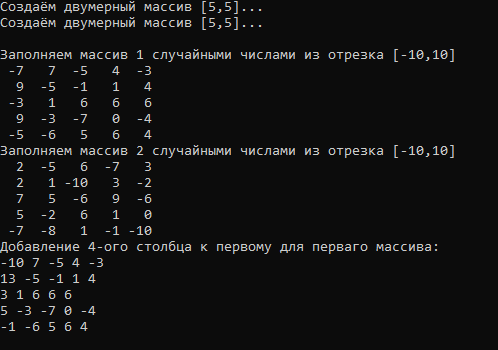 Создаём двумерный массив [5,5]...
Создаём двумерный массив [5,5]...
Заполняем массив 1 случайными числами из отрезка [-10,10]
-7 7 -5 4 -3
9 -5 -1 1 4
-3 1 6 6 6
9 -3 -7 0 -4
-5 -6 5 6 4
Заполняем массив 2 случайными числами из отрезка [-10,10]
2 -5 6 -7 3
2 1 -10 3 -2
7 5 -6 9 -6
5 -2 6 1 0
-7 -8 1 -1 -10
Добавление 4-ого столбца к первому для перваго массива:
-10 7 -5 4 -3
13 -5 -1 1 4
3 1 6 6 6
5 -3 -7 0 -4
-1 -6 5 6 4